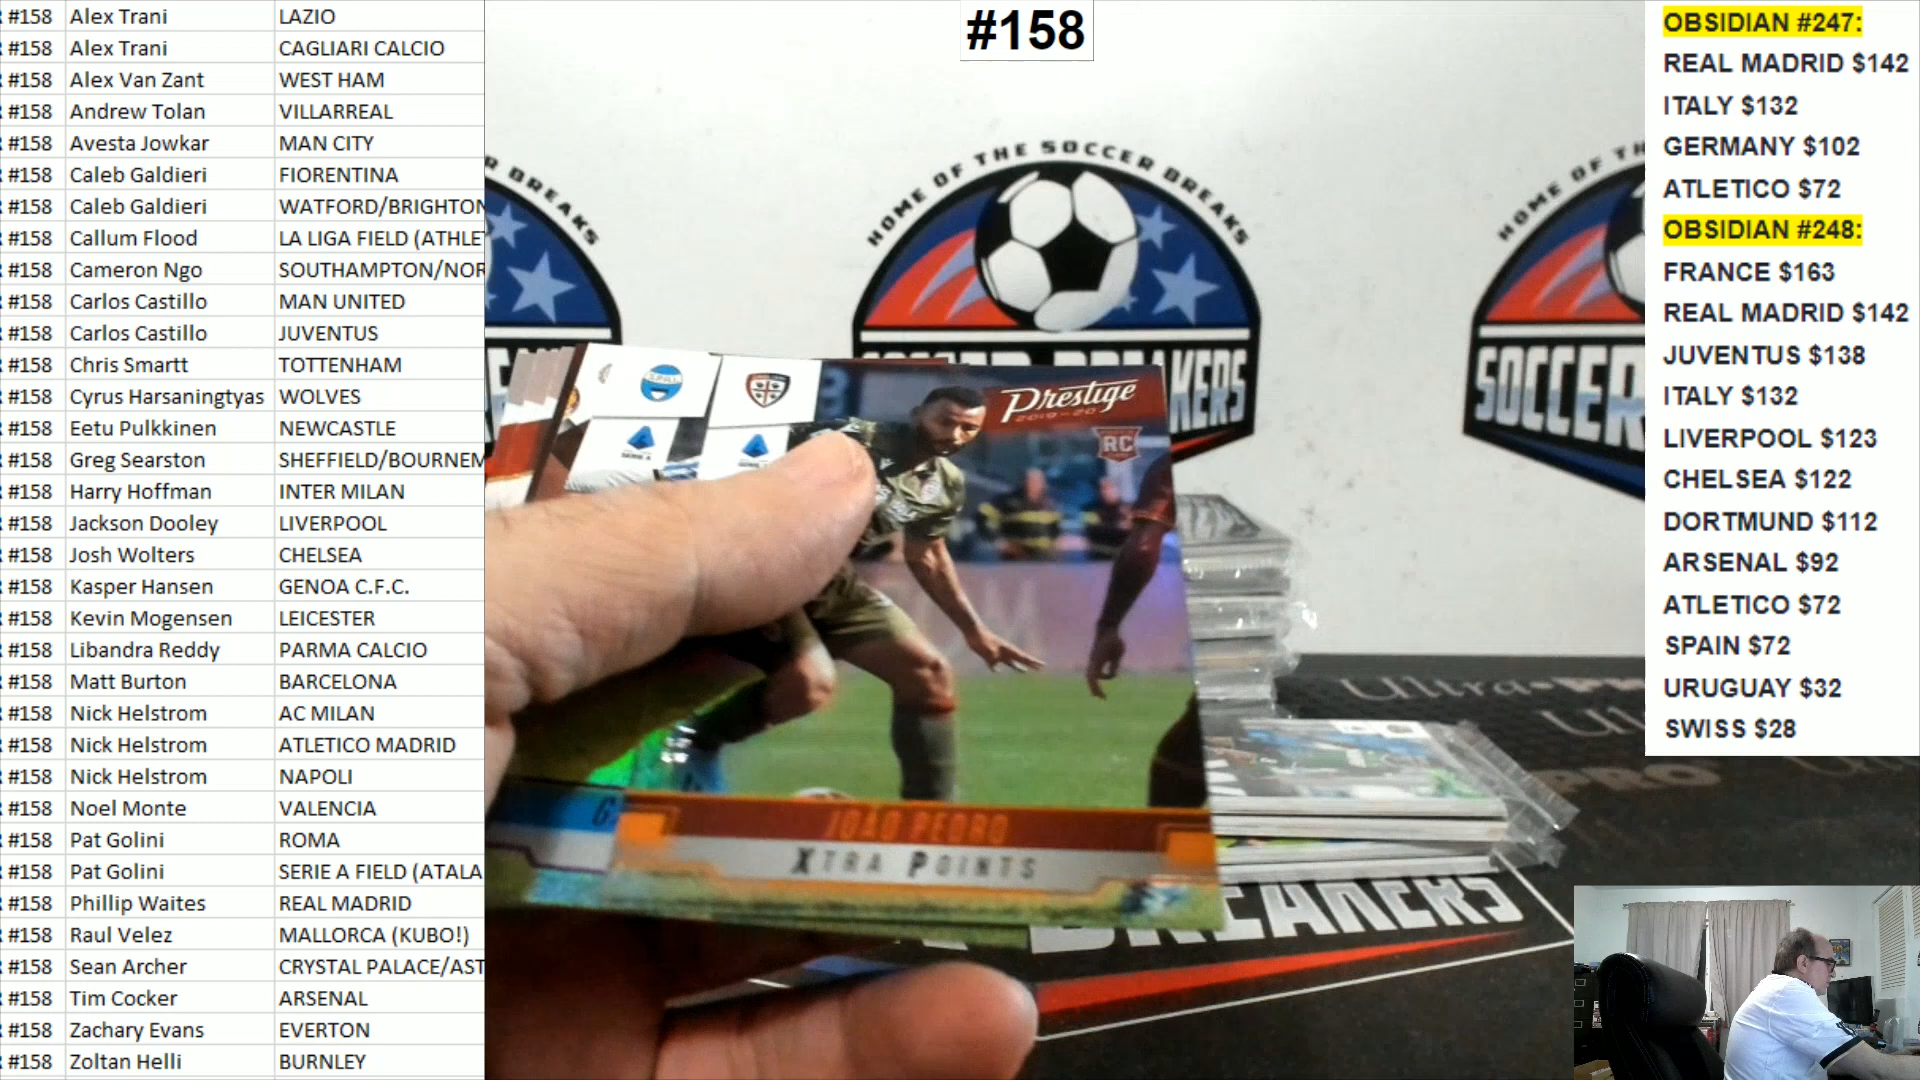 #158 Alex Trani LAZIO
#158 Alex Trani CAGLIARI CALCIO
#158 Alex Van Zant WEST HAM
#158 Andrew Tolan VILLARREAL
#158 Avesta Jowkar MAN CITY
#158 Caleb Galdieri FIORENTINA
#158 Caleb Galdieri WATFORD/BRIGHTON
#158 Callum Flood LA LIGA FIELD (ATHLE
#158 Cameron Ngo SOUTHAMPTON/NOR
#158 Carlos Castillo MAN UNITED
#158 Carlos Castillo JUVENTUS
#158 Chris Smartt TOTTENHAM
#158 Cyrus Harsaningtyas WOLVES
#158 Eetu Pulkkinen NEWCASTLE
#158 Greg Searston SHEFFIELD/BOURNEM
#158 Harry Hoffman INTER MILAN
#158 Jackson Dooley LIVERPOOL
#158 Josh Wolters CHELSEA
#158 Kasper Hansen GENOA C.F.C.
#158 Kevin Mogensen LEICESTER
#158 Libandra Reddy PARMA CALCIO
#158 Matt Burton BARCELONA
#158 Nick Helstrom AC MILAN
#158 Nick Helstrom ATLETICO MADRID
#158 Nick Helstrom NAPOLI
#158 Noel Monte VALENCIA
#158 Pat Golini ROMA
#158 Pat Golini SERIE A FIELD (ATALA
#158 Phillip Waites REAL MADRID
#158 Raul Velez MALLORCA (KUBO!)
#158 Sean Archer CRYSTAL PALACE/AST
#158 Tim Cocker ARSENAL
#158 Zachary Evans EVERTON
#158 Zoltan Helli BURNLEY
#158
HOME OF THE SOCCER BREAKS
BREAKS
HOME OF TH
SOCCER BREAKERS
SOCCER
Prestige
2019-20
RC
JOÃO PEDRO
XTRA POINTS
BREAKERS
OBSIDIAN #247:
REAL MADRID $142
ITALY $132
GERMANY $102
ATLETICO $72
OBSIDIAN #248:
FRANCE $163
REAL MADRID $142
JUVENTUS $138
ITALY $132
LIVERPOOL $123
CHELSEA $122
DORTMUND $112
ARSENAL $92
ATLETICO $72
SPAIN $72
URUGUAY $32
SWISS $28